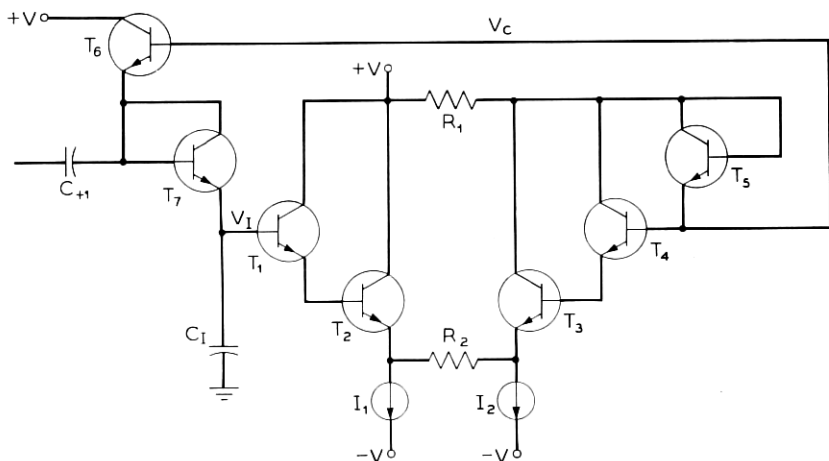 +V
T6
VC
+V
R1
C+1
T7
VI
T1
T5
T4
T2
T3
CI
R2
I1
I2
-V
-V